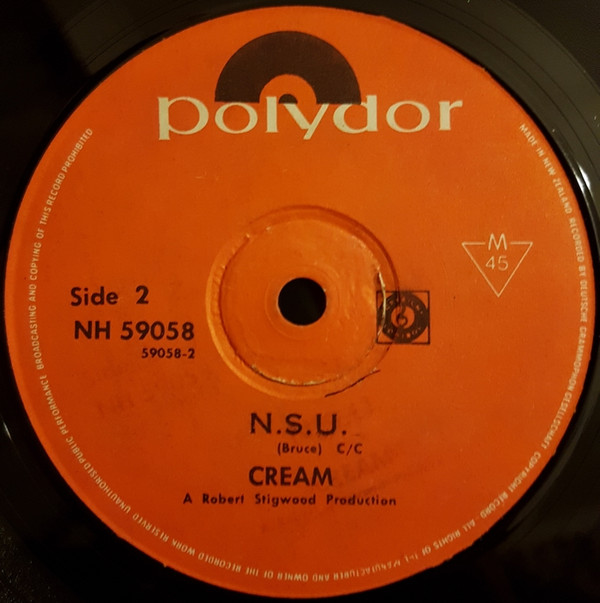 polydor
M
45
Side 2
NH 59058
59058-2
6
N.S.U.
(Bruce) C/C
CREAM
A Robert Stigwood Production
MADE IN NEW ZEALAND RECORDED BY DEUTSCHE GRAMMOPHON GESELLSCHAFT COPYRIGHT RECORD. ALL RIGHTS OF THE MANUFACTURER AND OWNER OF THE RECORDED WORK RESERVED UNAUTHORISED PUBLIC PERFORMANCE BROADCASTING AND COPYING OF THIS RECORD PROHIBITED